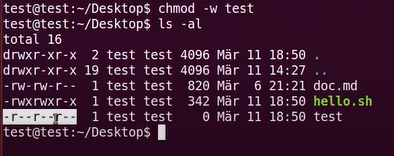 test@test:~/Desktop$ chmod -w test
test@test:~/Desktop$ ls -al
total 16
drwxr-xr-x  2 test test 4096 Mär 11 18:50 .
drwxr-xr-x 19 test test 4096 Mär 11 14:27 ..
-rw-rw-r--  1 test test  820 Mär  6 21:21 doc.md
-rwxrwxr-x  1 test test  342 Mär 11 18:50 hello.sh
-r--r--r--  1 test test    0 Mär 11 18:50 test
test@test:~/Desktop$